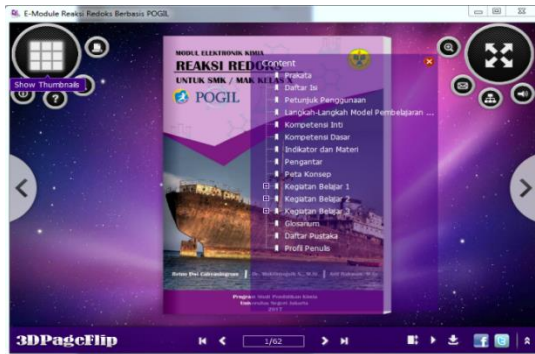 E-Module Reaksi Redoks Berbasis POGIL
Show Thumbnails
MODUL ELEKTRONIK KIMIA
REAKSI REDOKS
UNTUK SMK / MAK KELAS X
POGIL
Content
Prakata
Daftar Isi
Petunjuk Penggunaan
Langkah-Langkah Model Pembelajaran ...
Kompetensi Inti
Kompetensi Dasar
Indikator dan Materi
Pengantar
Peta Konsep
Kegiatan Belajar 1
Kegiatan Belajar 2
Kegiatan Belajar 3
Glosarium
Daftar Pustaka
Profil Penulis
Program Studi Pendidikan Kimia
Universitas Negeri Jakarta
2017
3DPageFlip
1/62